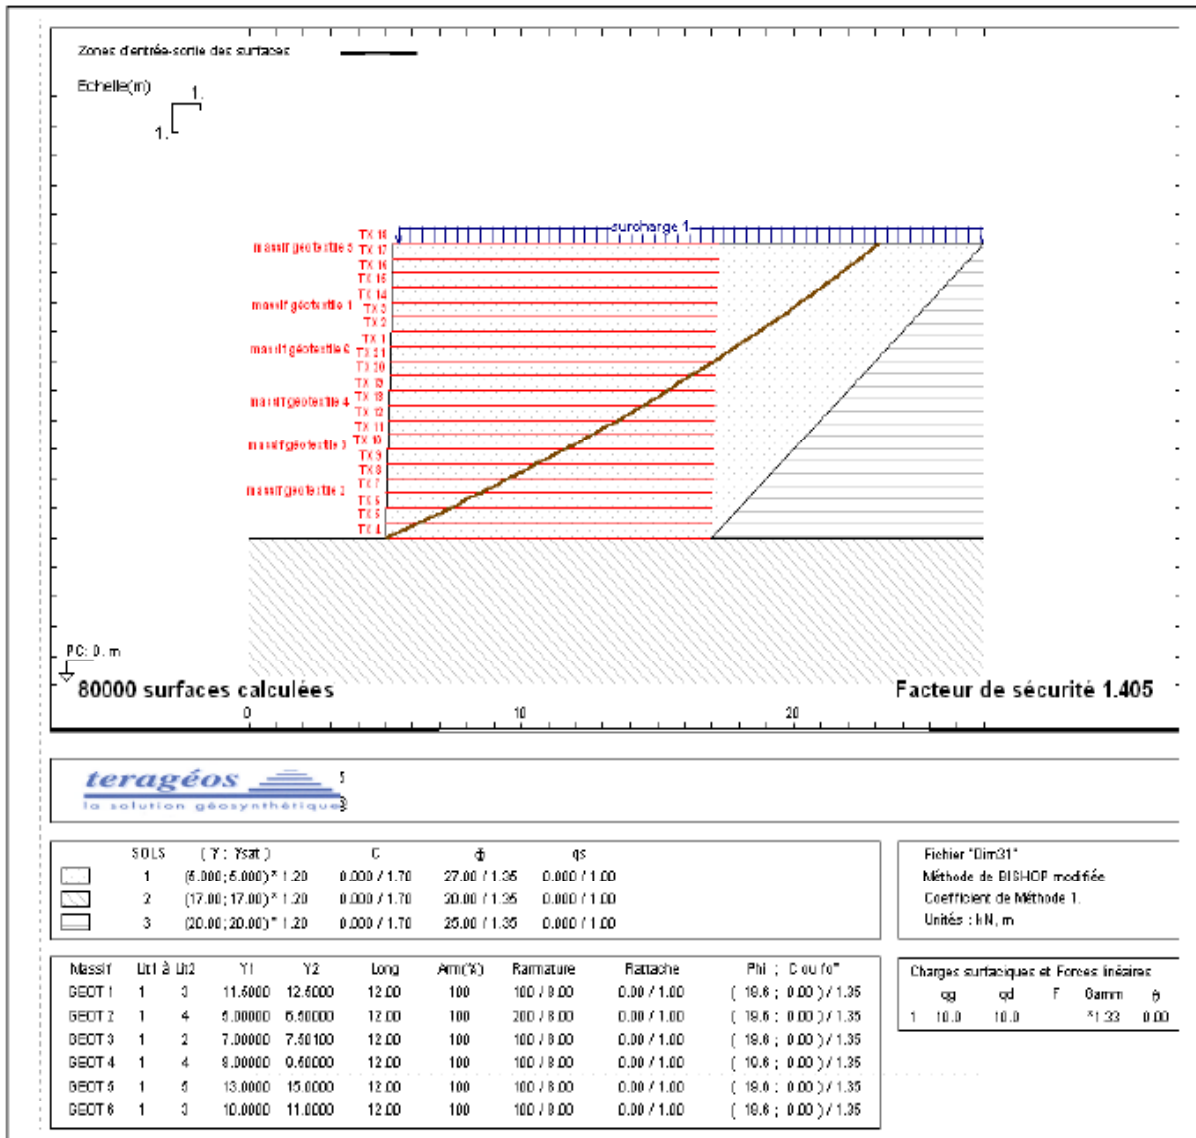 Zones d'entrée-sortie des surfaces
Echelle(m)
1.
1.
surcharge 1
TX 18
massif géotextile 5 TX 17
TX 16
TX 15
TX 14
massif géotextile 1 TX 3
TX 2
TX 1
massif géotextile 6 TX 21
TX 20
TX 19
TX 13
massif géotextile 4
TX 12
TX 11
TX 10
massif géotextile 3
TX 9
TX 8
TX 7
massif géotextile 2
TX 6
TX 5
TX 4
PC: 0. m
80000 surfaces calculées
Facteur de sécurité 1.405
0 10 20
teragéos
la solution géosynthétique
SOLS ( γ ; γsat ) C ϕ qs
1 (5.000;5.000)* 1.20 0.000 / 1.70 27.00 / 1.35 0.000 / 1.00
2 (17.00;17.00)* 1.20 0.000 / 1.70 20.00 / 1.35 0.000 / 1.00
3 (20.00;20.00)* 1.20 0.000 / 1.70 25.00 / 1.35 0.000 / 1.00
Fichier "Dim31"
Méthode de BISHOP modifiée
Coefficient de Méthode 1.
Unités : kN, m
Massif Lit1 à Lit2 Y1 Y2 Long Arm(%) Rarmature Rattache Phi ; C ou fo"
GEOT 1 1 3 11.5000 12.5000 12.00 100 100 / 8.00 0.00 / 1.00 ( 19.6 ; 0.00 ) / 1.35
GEOT 2 1 4 5.00000 6.50000 12.00 100 200 / 8.00 0.00 / 1.00 ( 19.6 ; 0.00 ) / 1.35
GEOT 3 1 2 7.00000 7.50100 12.00 100 100 / 8.00 0.00 / 1.00 ( 19.6 ; 0.00 ) / 1.35
GEOT 4 1 4 12.00 100 100 / 8.00 0.00 / 1.00 ( 19.6 ; 0.00 ) / 1.35
GEOT 5 1 5 13.0000 15.0000 12.00 100 100 / 8.00 0.00 / 1.00 ( 19.6 ; 0.00 ) / 1.35
GEOT 6 1 3 10.0000 11.0000 12.00 100 100 / 8.00 0.00 / 1.00 ( 19.6 ; 0.00 ) / 1.35
Charges surfaciques et Forces linéaires
qg qd F Gamm θ
1 10.0 10.0 *1.33 0.00